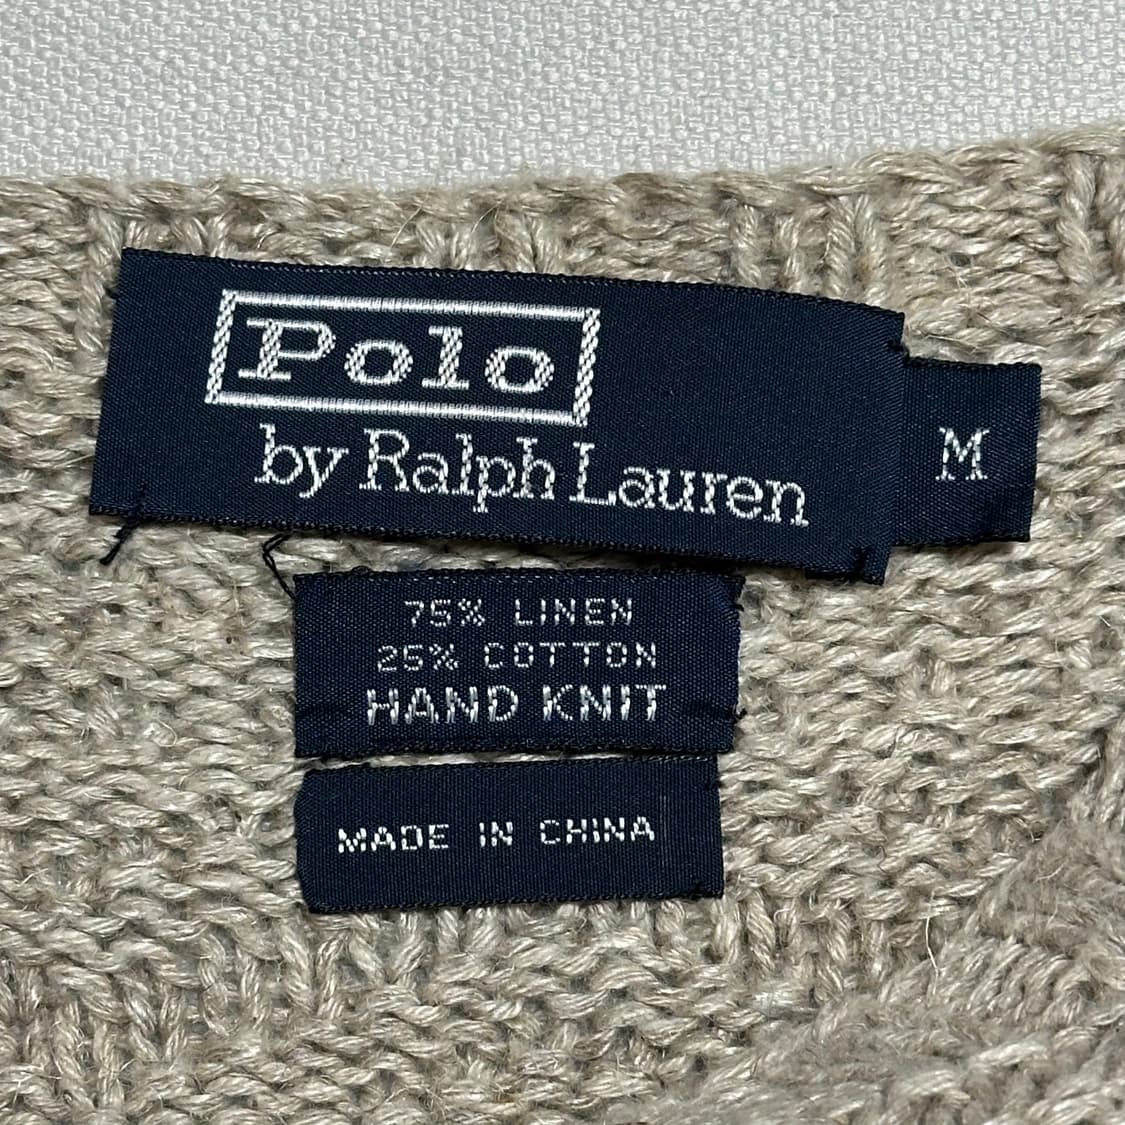 Polo
by Ralph Lauren
M
75% LINEN
25% COTTON
HAND KNIT
MADE IN CHINA